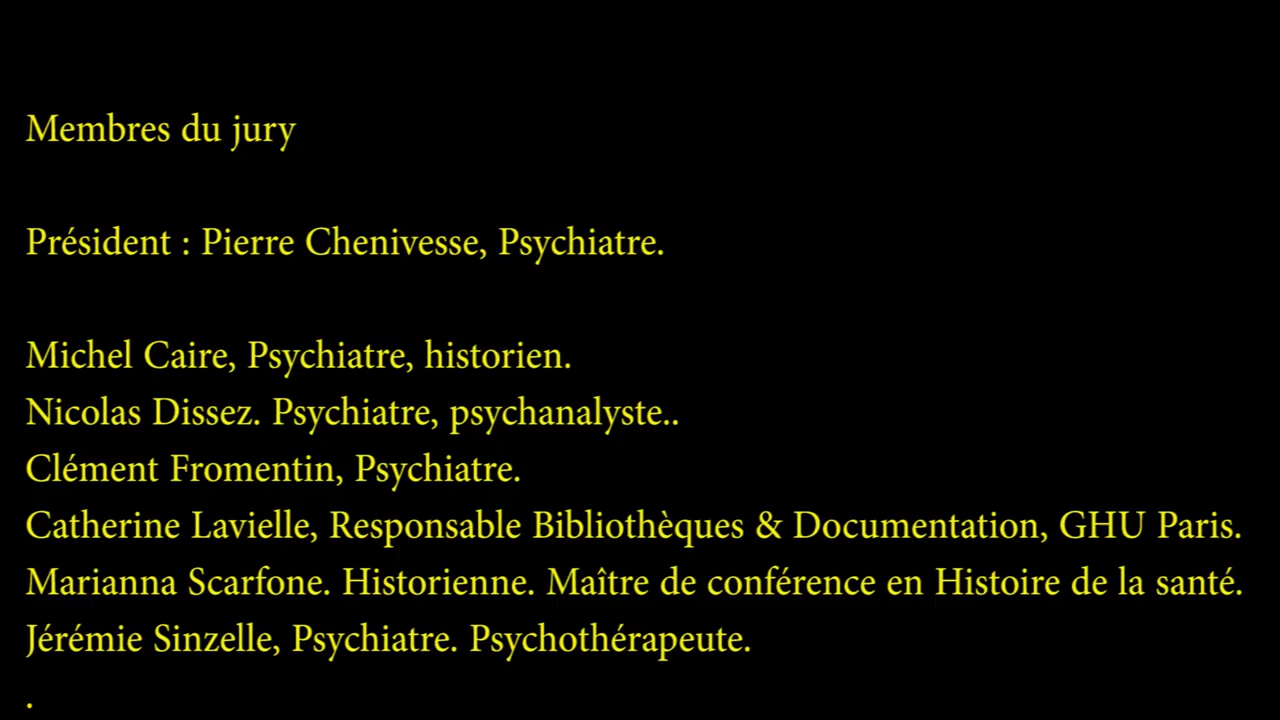 Membres du jury
Président : Pierre Chenivesse, Psychiatre.
Michel Caire, Psychiatre, historien.
Nicolas Dissez. Psychiatre, psychanalyste..
Clément Fromentin, Psychiatre.
Catherine Lavielle, Responsable Bibliothèques & Documentation, GHU Paris.
Marianna Scarfone. Historienne. Maître de conférence en Histoire de la santé.
Jérémie Sinzelle, Psychiatre. Psychothérapeute.
.